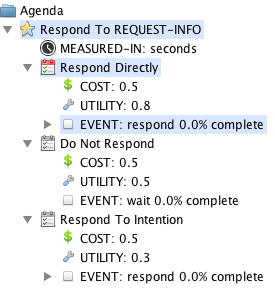 Agenda
Respond To REQUEST-INFO
MEASURED-IN: seconds
Respond Directly
COST: 0.5
UTILITY: 0.8
EVENT: respond 0.0% complete
Do Not Respond
COST: 0.5
UTILITY: 0.5
EVENT: wait 0.0% complete
Respond To Intention
COST: 0.5
UTILITY: 0.3
EVENT: respond 0.0% complete